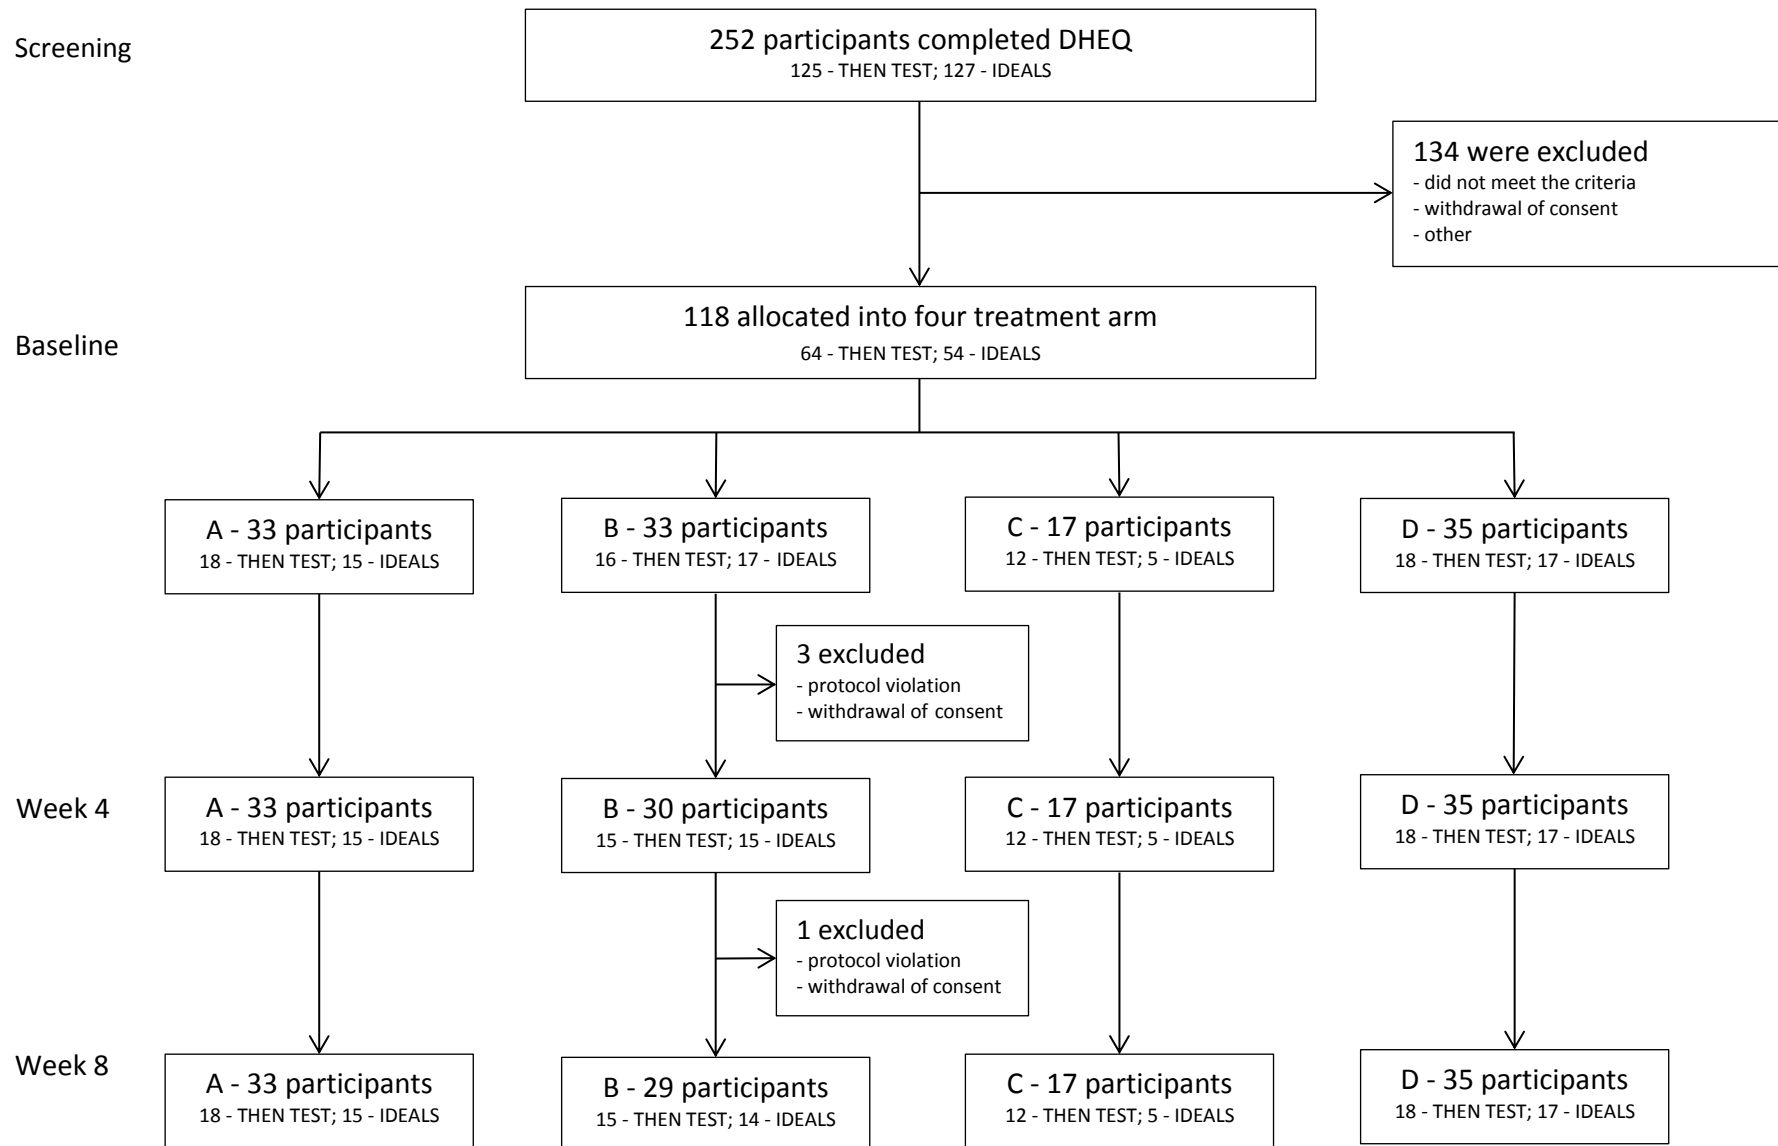 Screening
252 participants completed DHEQ
125 - THEN TEST; 127 - IDEALS
134 were excluded
- did not meet the criteria
- withdrawal of consent
- other
Baseline
118 allocated into four treatment arm
64 - THEN TEST; 54 - IDEALS
A - 33 participants
18 - THEN TEST; 15 - IDEALS
B - 33 participants
16 - THEN TEST; 17 - IDEALS
C - 17 participants
12 - THEN TEST; 5 - IDEALS
D - 35 participants
18 - THEN TEST; 17 - IDEALS
3 excluded
- protocol violation
- withdrawal of consent
Week 4
A - 33 participants
18 - THEN TEST; 15 - IDEALS
B - 30 participants
15 - THEN TEST; 15 - IDEALS
C - 17 participants
12 - THEN TEST; 5 - IDEALS
D - 35 participants
18 - THEN TEST; 17 - IDEALS
1 excluded
- protocol violation
- withdrawal of consent
Week 8
A - 33 participants
18 - THEN TEST; 15 - IDEALS
B - 29 participants
15 - THEN TEST; 14 - IDEALS
C - 17 participants
12 - THEN TEST; 5 - IDEALS
D - 35 participants
18 - THEN TEST; 17 - IDEALS